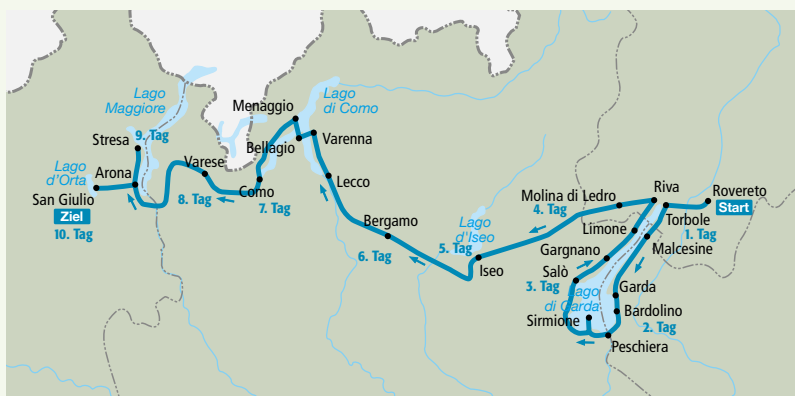 Lago
Maggiore
Lago
di Como
Menaggio
9. Tag
Stresa
Varenna
Bellagio
Varese
Lago
d'Orta
Arona
Lecco
Como
San Giulio
8. Tag
7. Tag
Ziel
10. Tag
Bergamo
6. Tag
Lago
d'Iseo
5. Tag
Iseo
4. Tag
Molina di Ledro
Riva
Rovereto
Start
Torbole
1. Tag
Limone
Malcesine
Gargnano
Salò
3. Tag
Lago
di Garda
Garda
Sirmione
Bardolino
2. Tag
Peschiera